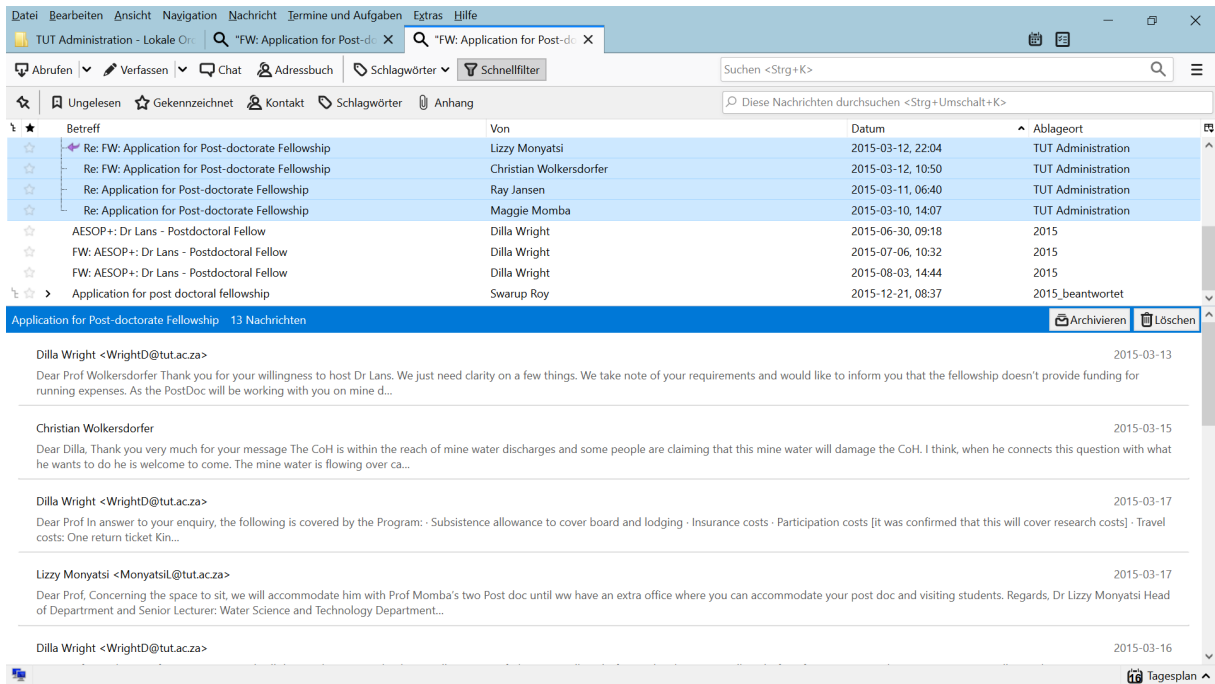 Datei Bearbeiten Ansicht Navigation Nachricht Termine und Aufgaben Extras Hilfe
TUT Administration - Lokale Or "FW: Application for Post-do "FW: Application for Post-do
Abrufen Verfassen Chat Adressbuch Schlagwörter Schnellfilter Suchen <Strg+K>
Ungelesen Gekennzeichnet Kontakt Schlagwörter Anhang Diese Nachrichten durchsuchen <Strg+Umschalt+K>
Betreff Von Datum Ablageort
Re: FW: Application for Post-doctorate Fellowship Lizzy Monyatsi 2015-03-12, 22:04 TUT Administration
Re: FW: Application for Post-doctorate Fellowship Christian Wolkersdorfer 2015-03-12, 10:50 TUT Administration
Re: Application for Post-doctorate Fellowship Ray Jansen 2015-03-11, 06:40 TUT Administration
Re: Application for Post-doctorate Fellowship Maggie Momba 2015-03-10, 14:07 TUT Administration
AESOP+: Dr Lans - Postdoctoral Fellow Dilla Wright 2015-06-30, 09:18 2015
FW: AESOP+: Dr Lans - Postdoctoral Fellow Dilla Wright 2015-07-06, 10:32 2015
FW: AESOP+: Dr Lans - Postdoctoral Fellow Dilla Wright 2015-08-03, 14:44 2015
Application for post doctoral fellowship Swarup Roy 2015-12-21, 08:37 2015_beantwortet
Application for Post-doctorate Fellowship 13 Nachrichten Archivieren Löschen
Dilla Wright <WrightD@tut.ac.za> 2015-03-13
Dear Prof Wolkersdorfer Thank you for your willingness to host Dr Lans. We just need clarity on a few things. We take note of your requirements and would like to inform you that the fellowship doesn't provide funding for
running expenses. As the PostDoc will be working with you on mine d...
Christian Wolkersdorfer 2015-03-15
Dear Dilla, Thank you very much for your message The CoH is within the reach of mine water discharges and some people are claiming that this mine water will damage the CoH. I think, when he connects this question with what
he wants to do he is welcome to come. The mine water is flowing over ca...
Dilla Wright <WrightD@tut.ac.za> 2015-03-17
Dear Prof In answer to your enquiry, the following is covered by the Program: · Subsistence allowance to cover board and lodging · Insurance costs · Participation costs [it was confirmed that this will cover research costs] · Travel
costs: One return ticket Kin...
Lizzy Monyatsi <MonyatsiL@tut.ac.za> 2015-03-17
Dear Prof, Concerning the space to sit, we will accommodate him with Prof Momba's two Post doc until ww have an extra office where you can accommodate your post doc and visiting students. Regards, Dr Lizzy Monyatsi Head
of Departrment and Senior Lecturer: Water Science and Technology Department...
Dilla Wright <WrightD@tut.ac.za> 2015-03-16
16 Tagesplan